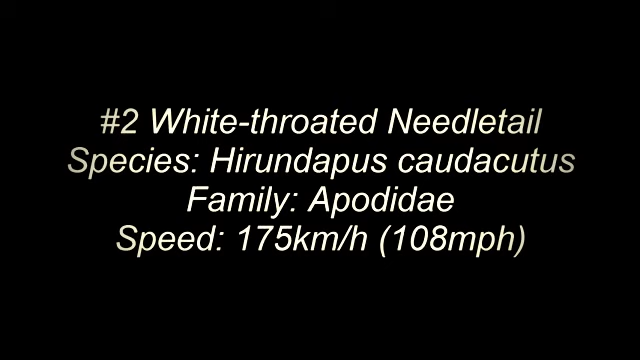 #2 White-throated Needletail
Species: Hirundapus caudacutus
Family: Apodidae
Speed: 175km/h (108mph)